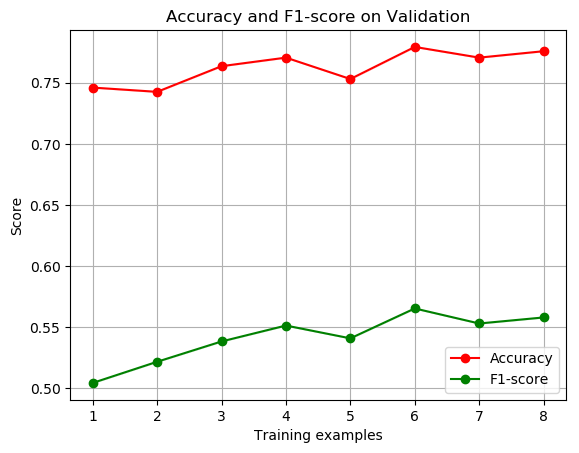 Accuracy and F1-score on Validation
0.75
0.70
0.65
0.60
0.55
0.50
Score
Accuracy
F1-score
1 2 3 4 5 6 7 8
Training examples